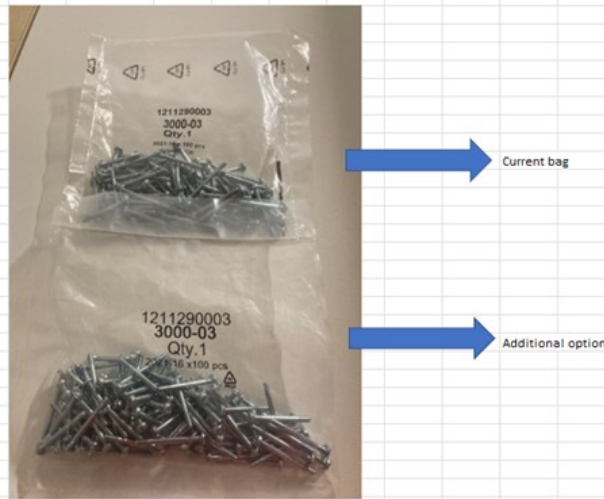 1211290003
3000-03
Qty.1
Current bag
1211290003
3000-03
Qty.1
x100 pcs
Additional option